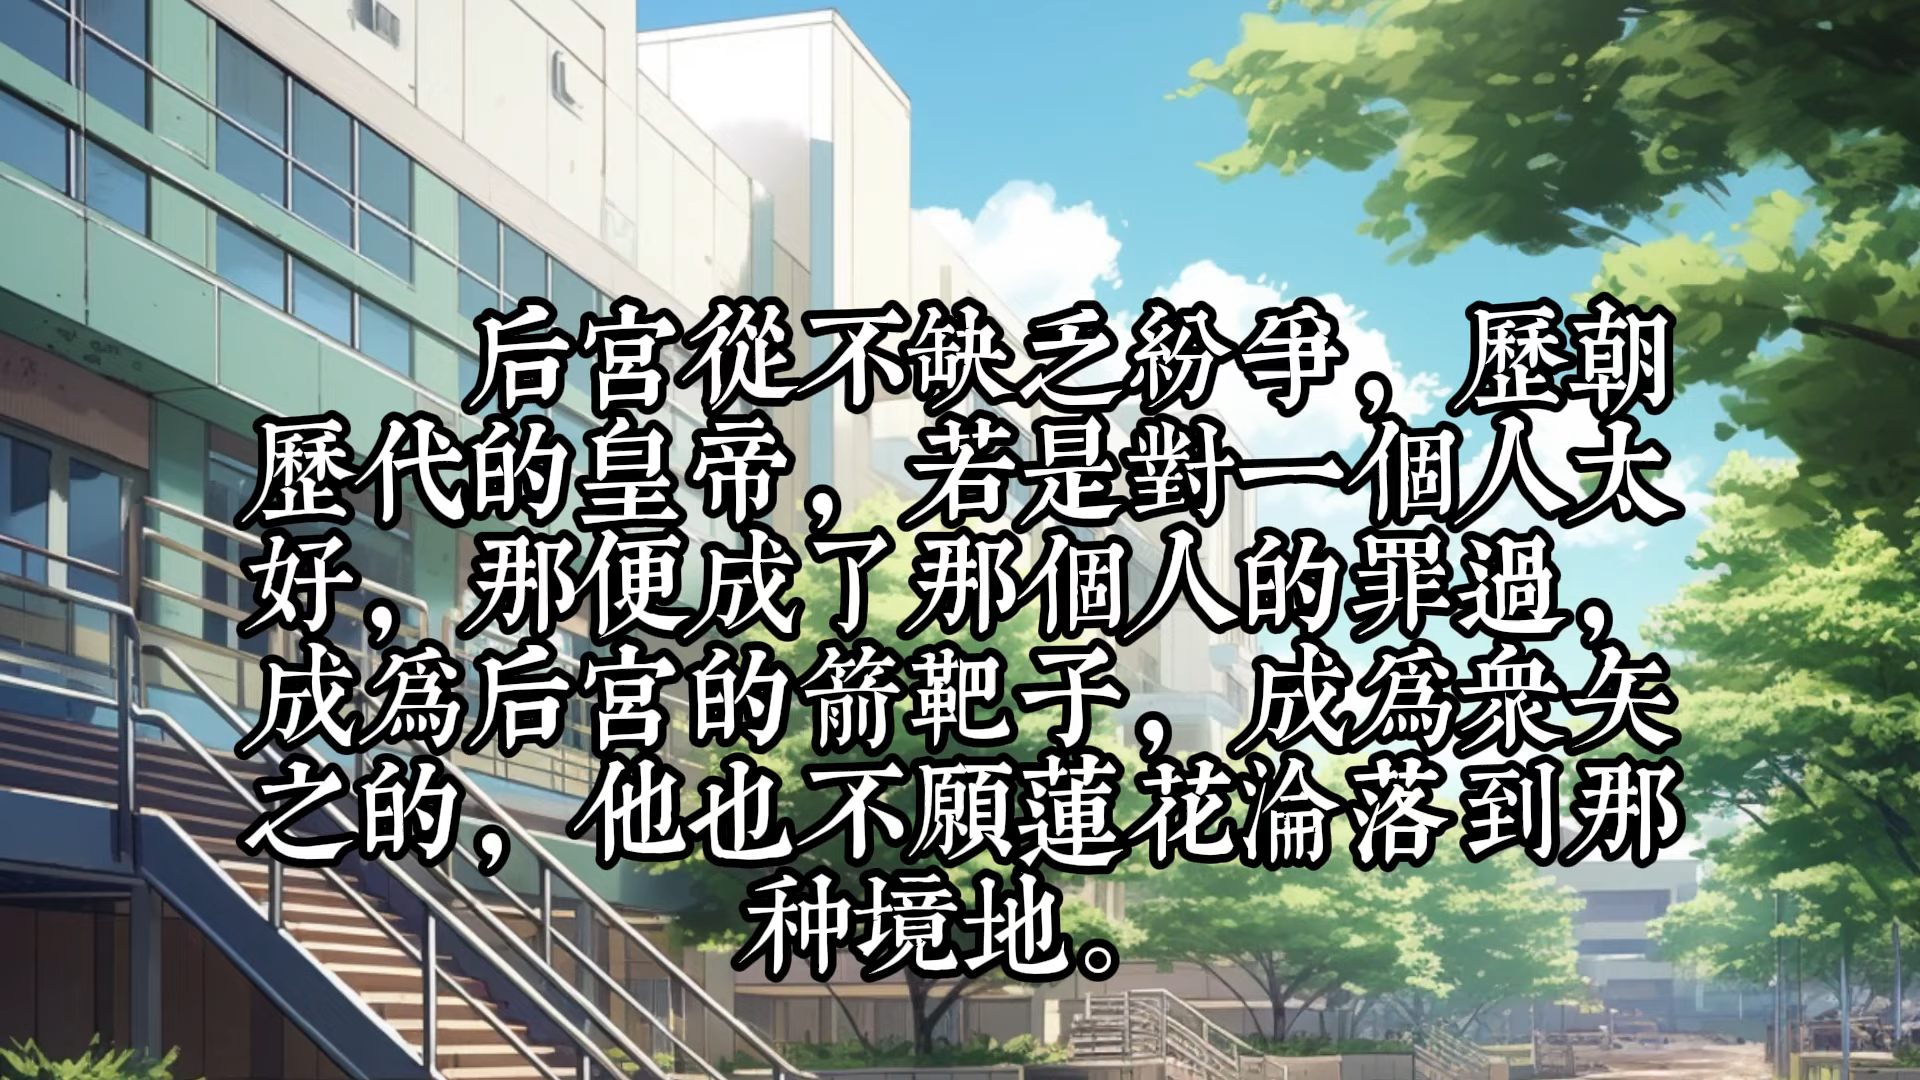 后宮從不缺乏紛爭，歷朝
歷代的皇帝，若是對一個人太
好，那便成了那個人的罪過，
成爲后宮的箭靶子，成爲衆矢
之的，他也不願蓮花淪落到那
种境地。